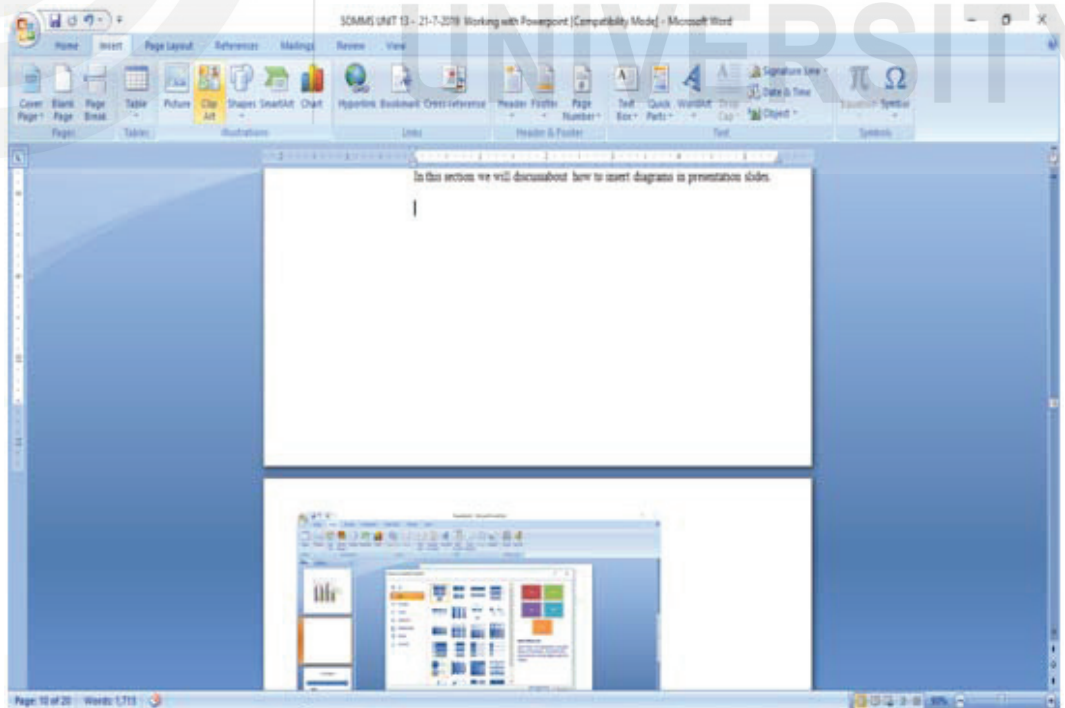 UNIVERSITY
SOMMS UNIT 13 - 21-7-2019 Working with Powerpoint [Compatibility Mode] - Microsoft Word
Home Insert Page Layout References Mailings Review View
Cover Page Blank Page Page Break Table Picture Clip Art Shapes SmartArt Chart Hyperlink Bookmark Cross-reference Header Footer Page Number Text Box Quick Parts WordArt Drop Cap Signature Line Date & Time Object Equation Symbol
Pages Tables Illustrations Links Header & Footer Text Symbols
In this section we will discussabout how to insert diagrams in presentation slides.
Page: 10 of 20 Words: 1,713 90%